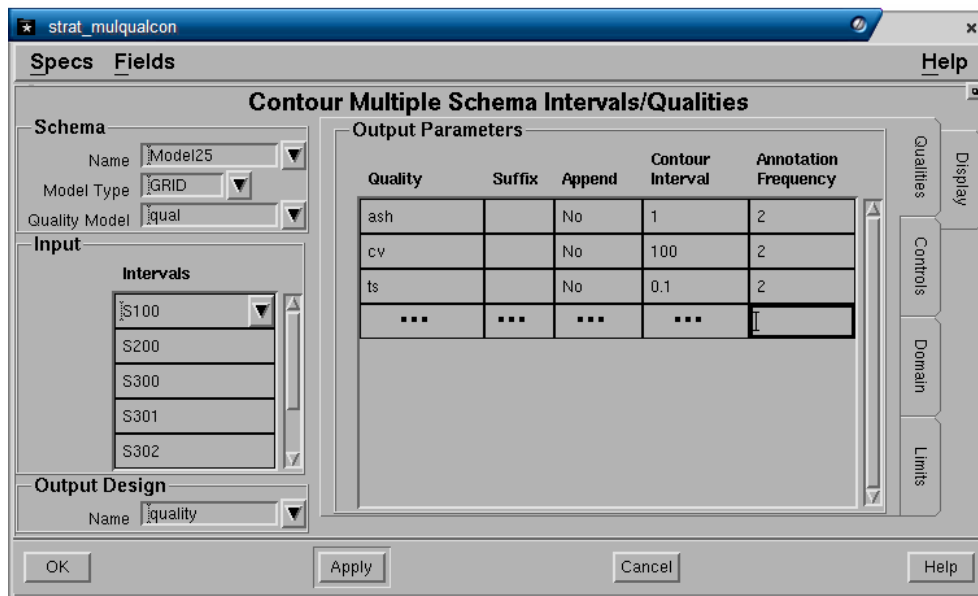 strat_mulqualcon
Specs Fields Help
Contour Multiple Schema Intervals/Qualities
Schema
Name Model25
Model Type GRID
Quality Model qual
Input
Intervals
S100
S200
S300
S301
S302
Output Design
Name quality
Output Parameters
Quality Suffix Append Contour Interval Annotation Frequency
ash No 1 2
cv No 100 2
ts No 0.1 2
... ... ... ...
Qualities
Controls
Domain
Limits
Display
OK Apply Cancel Help